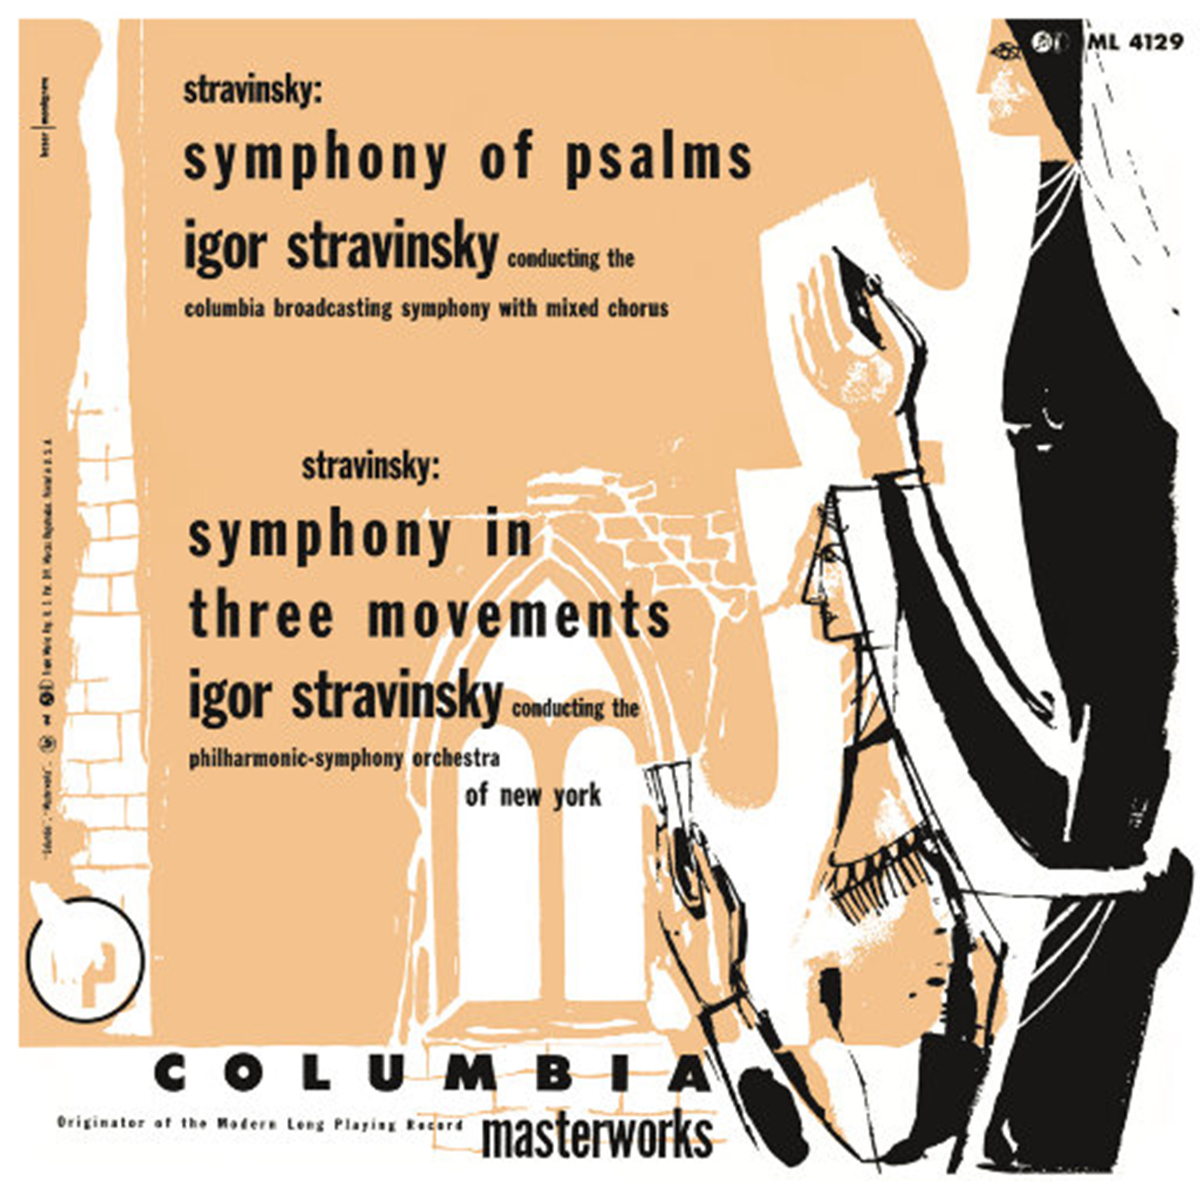 ML 4129
stravinsky:
symphony of psalms
igor stravinsky conducting the
columbia broadcasting symphony with mixed chorus
stravinsky:
symphony in
three movements
igor stravinsky conducting the
philharmonic-symphony orchestra
of new york
LP
COLUMBIA
Originator of the Modern Long Playing Record
masterworks